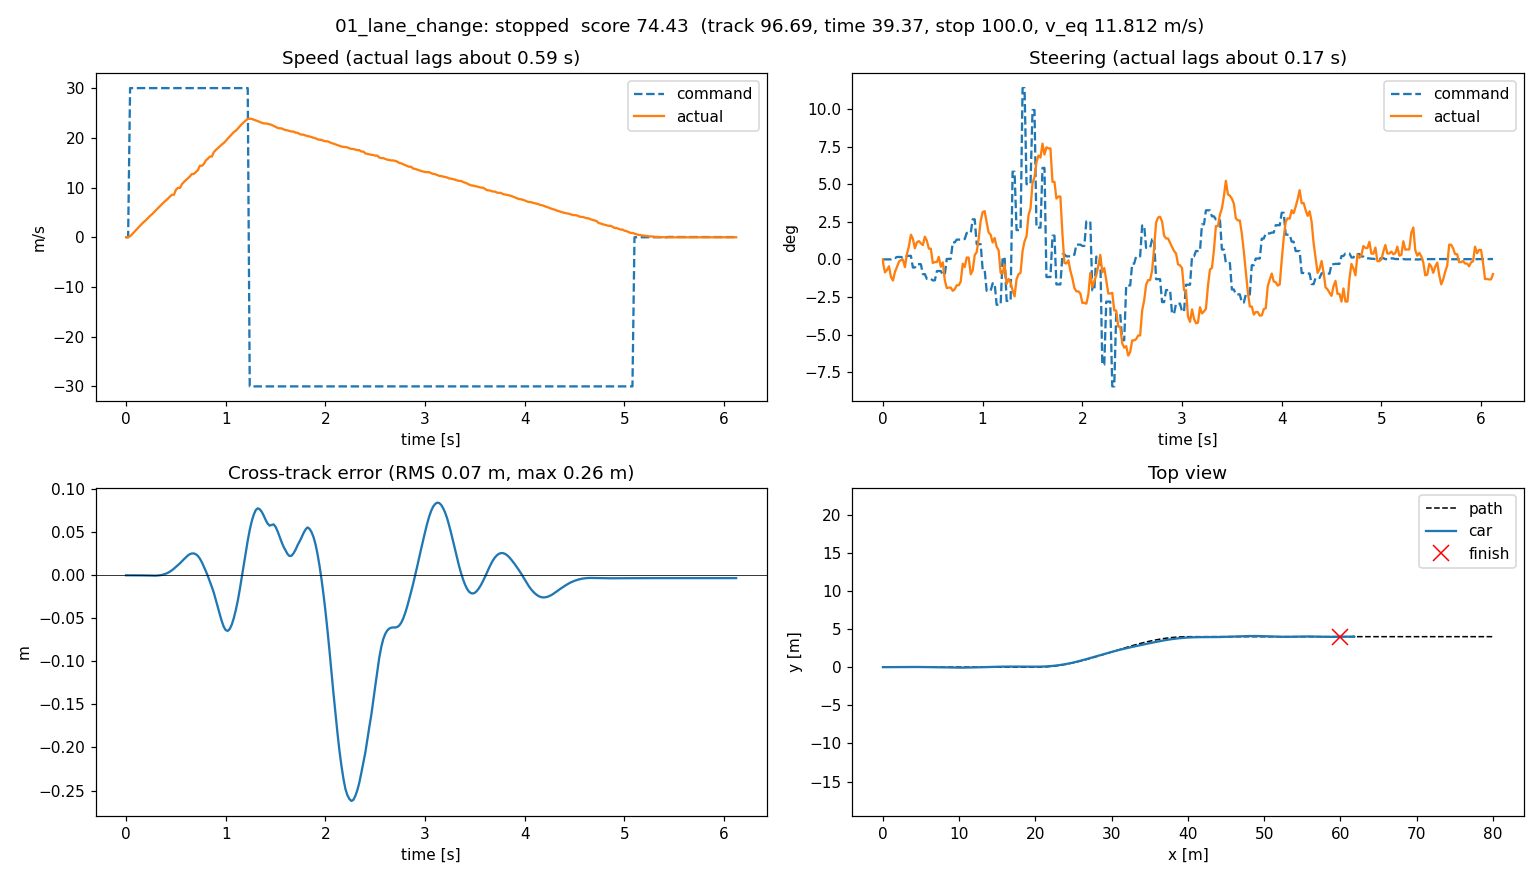 01_lane_change: stopped  score 74.43  (track 96.69, time 39.37, stop 100.0, v_eq 11.812 m/s)
Speed (actual lags about 0.59 s)
30
20
10
0
−10
−20
−30
m/s
command
actual
0 1 2 3 4 5 6
time [s]
Steering (actual lags about 0.17 s)
10.0
7.5
5.0
2.5
0.0
−2.5
−5.0
−7.5
deg
command
actual
0 1 2 3 4 5 6
time [s]
Cross-track error (RMS 0.07 m, max 0.26 m)
0.10
0.05
0.00
−0.05
−0.10
−0.15
−0.20
−0.25
m
0 1 2 3 4 5 6
time [s]
Top view
20
15
10
5
0
−5
−10
−15
y [m]
path
car
finish
0 10 20 30 40 50 60 70 80
x [m]